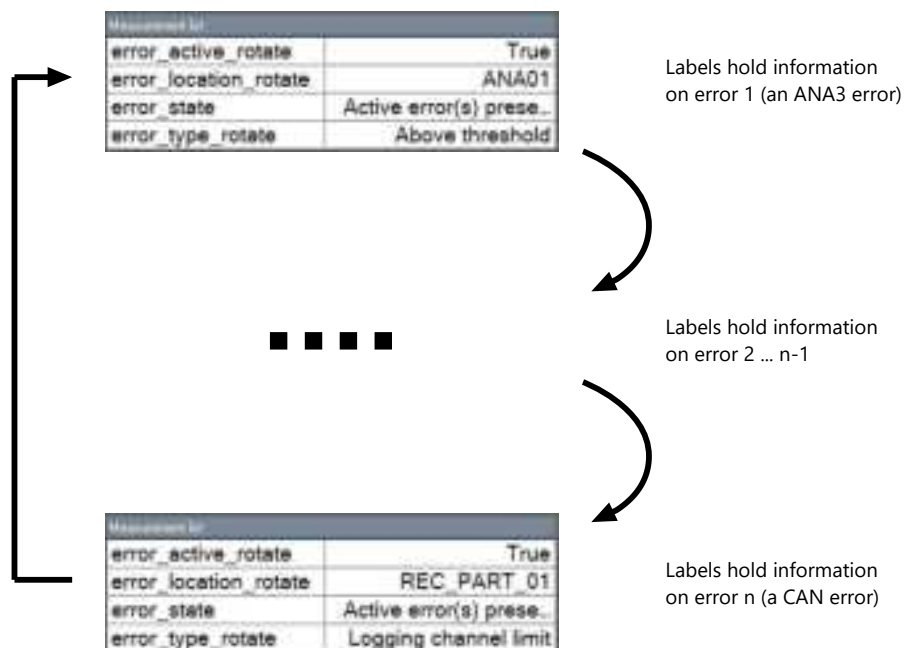 error_active_rotate True
error_location_rotate ANA01
error_state Active error(s) prese...
error_type_rotate Above threshold
Labels hold information
on error 1 (an ANA3 error)
Labels hold information
on error 2 ... n-1
error_active_rotate True
error_location_rotate REC_PART_01
error_state Active error(s) prese...
error_type_rotate Logging channel limit
Labels hold information
on error n (a CAN error)